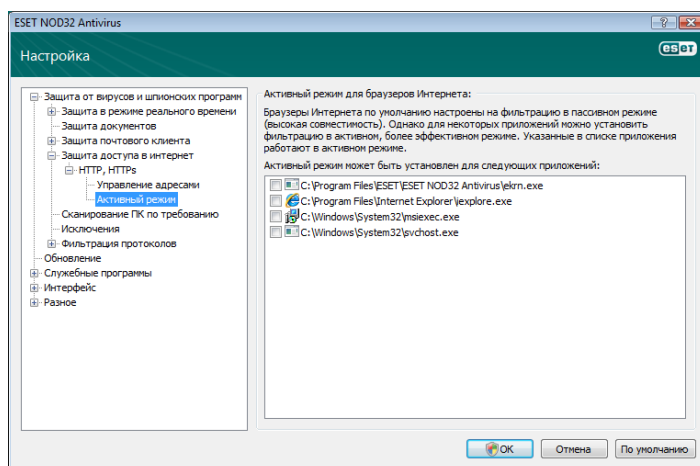 ESET NOD32 Antivirus
Настройка
eseт
Защита от вирусов и шпионских программ
Защита в режиме реального времени
Защита документов
Защита почтового клиента
Защита доступа в интернет
HTTP, HTTPs
Управление адресами
Активный режим
Сканирование ПК по требованию
Исключения
Фильтрация протоколов
Обновление
Служебные программы
Интерфейс
Разное
Активный режим для браузеров Интернета:
Браузеры Интернета по умолчанию настроены на фильтрацию в пассивном режиме
(высокая совместимость). Однако для некоторых приложений можно установить
фильтрацию в активном, более эффективном режиме. Указанные в списке приложения
работают в активном режиме.
Активный режим может быть установлен для следующих приложений:
C:\Program Files\ESET\ESET NOD32 Antivirus\ekrn.exe
C:\Program Files\Internet Explorer\iexplore.exe
C:\Windows\System32\msiexec.exe
C:\Windows\System32\svchost.exe
OK
Отмена
По умолчанию